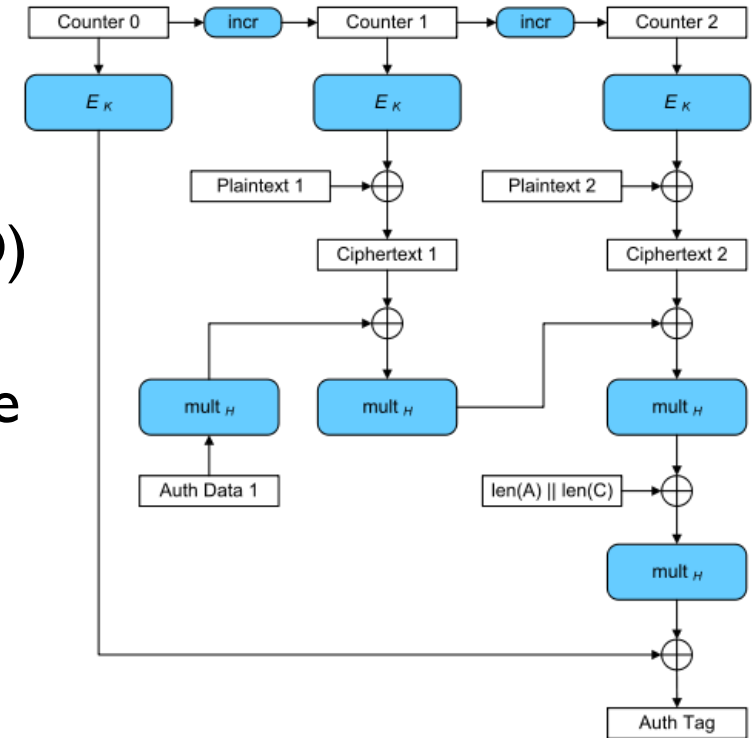 Counter 0 incr Counter 1 incr Counter 2
E K E K E K
Plaintext 1 Plaintext 2
)
Ciphertext 1 Ciphertext 2
e
mult H mult H mult H
Auth Data 1 len(A) || len(C)
mult H
Auth Tag